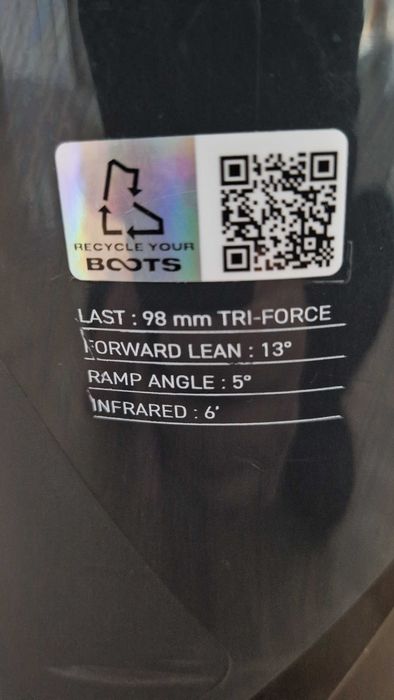 RECYCLE YOUR
BOOTS
LAST : 98 mm TRI-FORCE
FORWARD LEAN : 13°
RAMP ANGLE : 5°
INFRARED : 6'